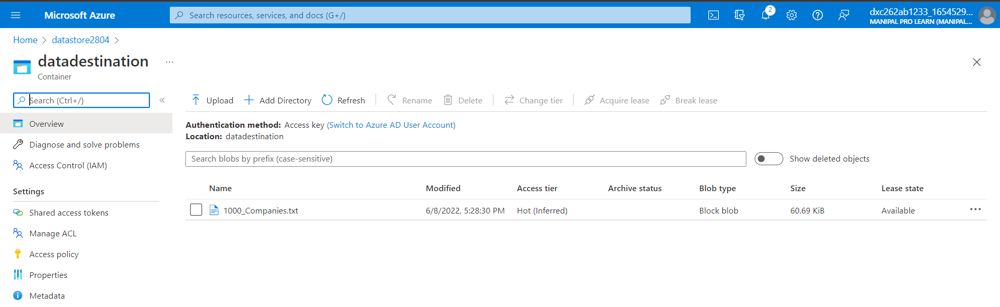 Microsoft Azure
Search resources, services, and docs (G+/)
2
dxc262ab1233_1654529...
MANIPAL PRO LEARN (MANIPAL...
Home > datastore2804 >
datadestination ...
Container
Search (Ctrl+/) «
Overview
Diagnose and solve problems
Access Control (IAM)
Settings
Shared access tokens
Manage ACL
Access policy
Properties
Metadata
Upload Add Directory Refresh Rename Delete Change tier Acquire lease Break lease
Authentication method: Access key (Switch to Azure AD User Account)
Location: datadestination
Search blobs by prefix (case-sensitive) Show deleted objects
Name Modified Access tier Archive status Blob type Size Lease state
1000_Companies.txt 6/8/2022, 5:28:30 PM Hot (Inferred) Block blob 60.69 KiB Available ...